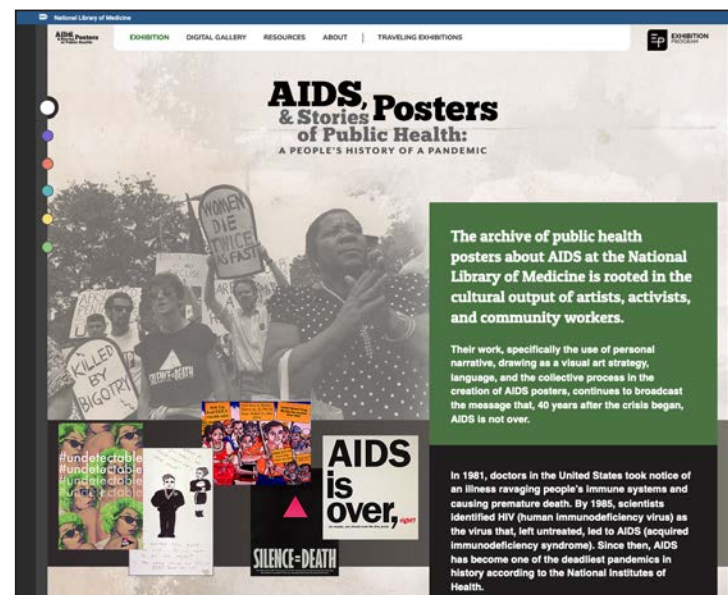 National Library of Medicine
AIDS, Posters
& Stories
of Public Health:
EXHIBITION
DIGITAL GALLERY
RESOURCES
ABOUT
TRAVELING EXHIBITIONS
EP
EXHIBITION
PROGRAM
AIDS, Posters
& Stories
of Public Health:
A PEOPLE'S HISTORY OF A PANDEMIC
WOMEN
DIE
TWICE
AS FAST
KILLED
BY
BIGOTRY
SILENCE=DEATH
The archive of public health
posters about AIDS at the National
Library of Medicine is rooted in the
cultural output of artists, activists,
and community workers.
Their work, specifically the use of personal
narrative, drawing as a visual art strategy,
language, and the collective process in the
creation of AIDS posters, continues to broadcast
the message that, 40 years after the crisis began,
AIDS is not over.
#undetectable
#undetectable
#undetectable
#undetectable
SILENCE=DEATH
AIDS
is
over,
right?
In 1981, doctors in the United States took notice of
an illness ravaging people's immune systems and
causing premature death. By 1985, scientists
identified HIV (human immunodeficiency virus) as
the virus that, left untreated, led to AIDS (acquired
immunodeficiency syndrome). Since then, AIDS
has become one of the deadliest pandemics in
history according to the National Institutes of
Health.